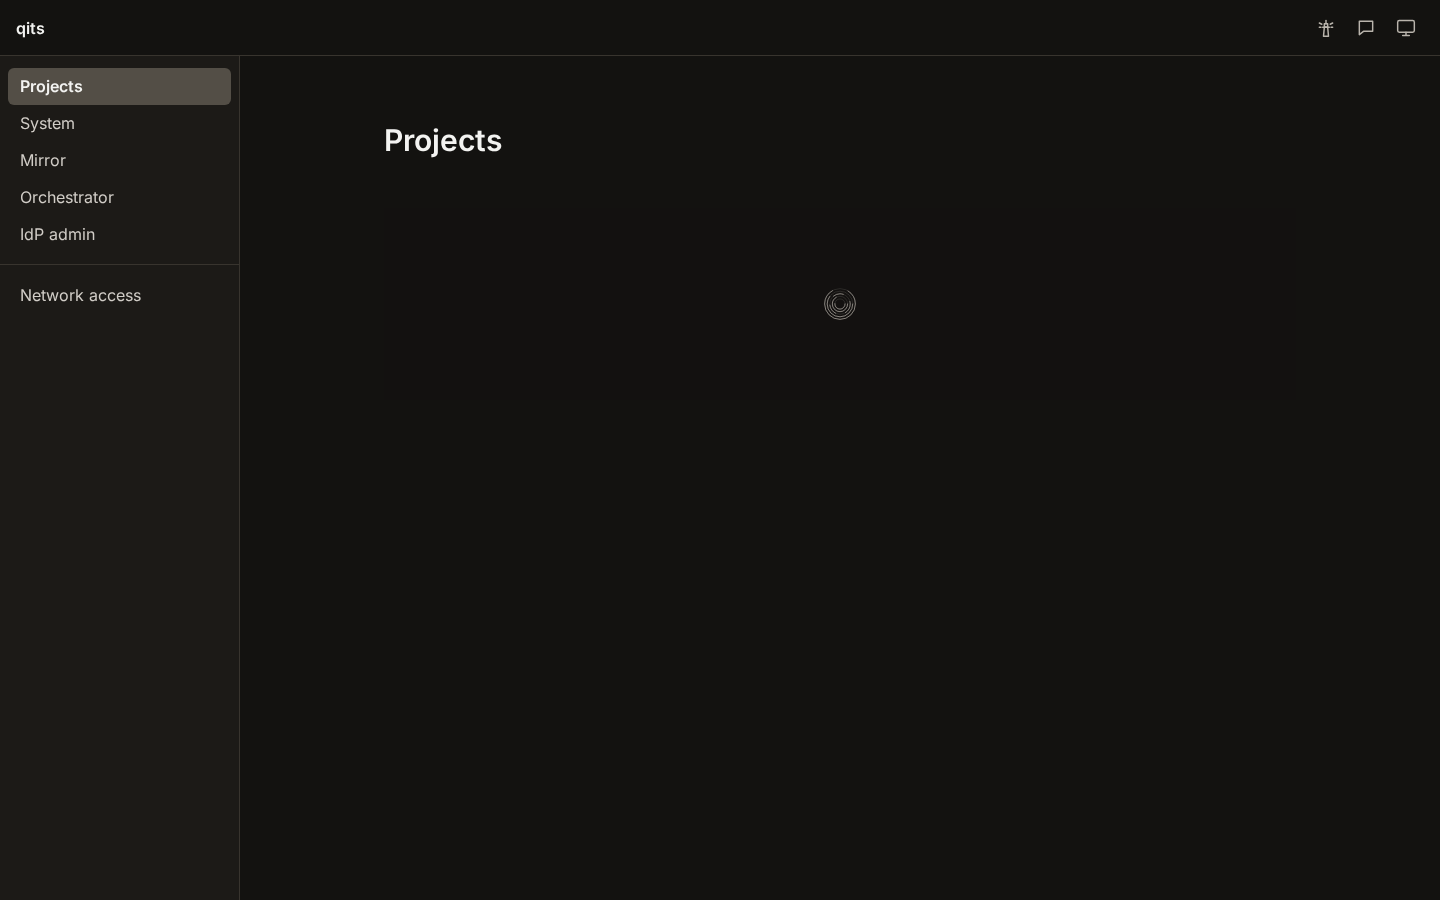 qits
Projects
System
Mirror
Orchestrator
IdP admin
Network access
Projects